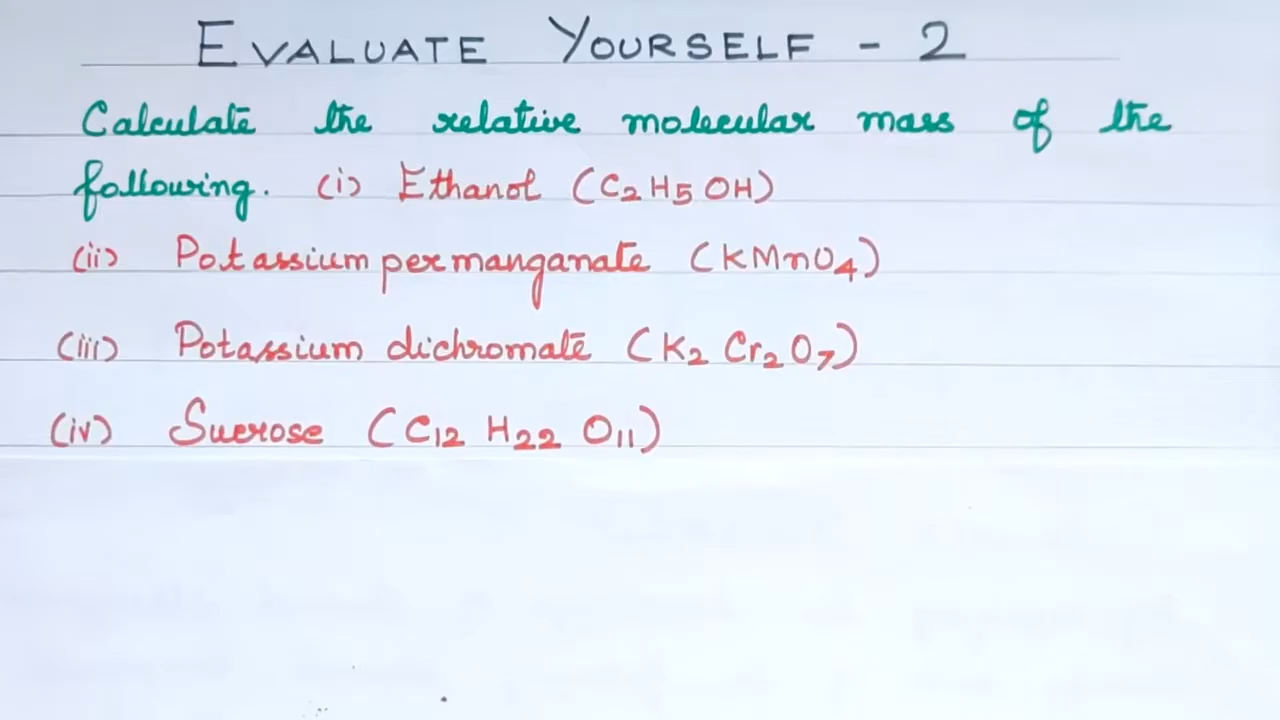 EVALUATE YOURSELF - 2
Calculate the relative molecular mass of the
following. (i) Ethanol (C₂H₅OH)
(ii) Potassium permanganate (KMnO₄)
(iii) Potassium dichromate (K₂Cr₂O₇)
(iv) Sucrose (C₁₂H₂₂O₁₁)